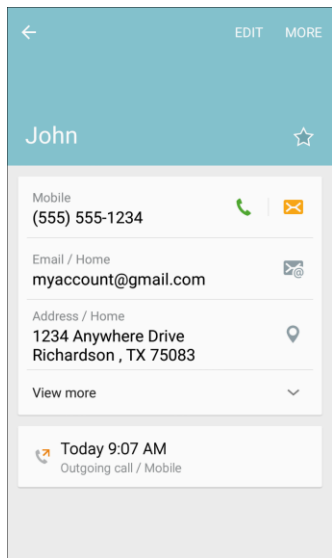 EDIT MORE
John
Mobile
(555) 555-1234
Email / Home
myaccount@gmail.com
Address / Home
1234 Anywhere Drive
Richardson , TX 75083
View more
Today 9:07 AM
Outgoing call / Mobile